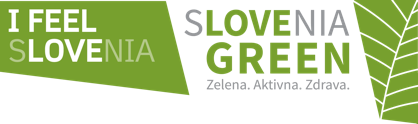 I FEEL
SLOVENIA
SLOVENIA
GREEN
Zelena. Aktivna. Zdrava.